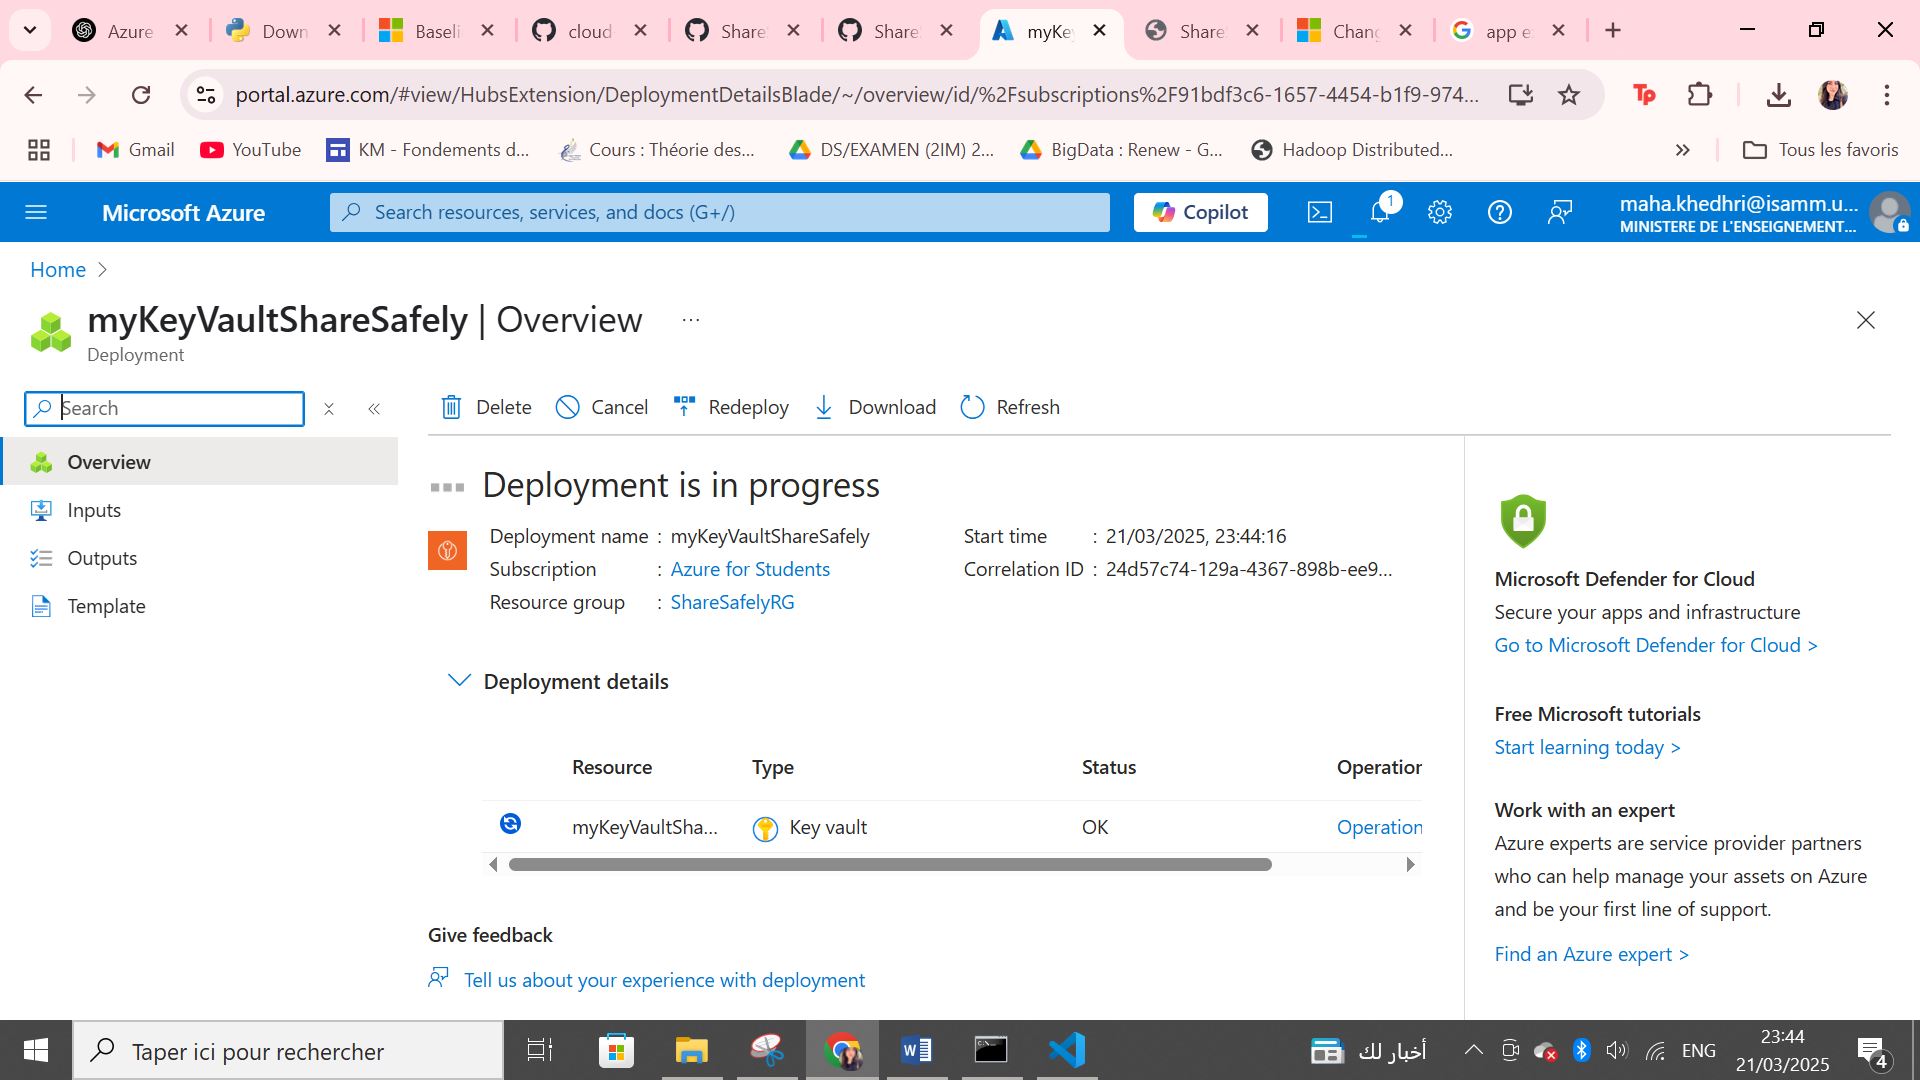 Azure
Down
Baseli
cloud
Share
Share
myKey
Share
Chang
app e
portal.azure.com/#view/HubsExtension/DeploymentDetailsBlade/~/overview/id/%2Fsubscriptions%2F91bdf3c6-1657-4454-b1f9-974...
Gmail
YouTube
KM - Fondements d...
Cours : Théorie des...
DS/EXAMEN (2IM) 2...
BigData : Renew - G...
Hadoop Distributed...
Tous les favoris
Microsoft Azure
Search resources, services, and docs (G+/)
Copilot
1
maha.khedhri@isamm.u...
MINISTERE DE L'ENSEIGNEMENT...
Home
myKeyVaultShareSafely | Overview
...
Deployment
Search
Delete
Cancel
Redeploy
Download
Refresh
Overview
Inputs
Outputs
Template
Deployment is in progress
Deployment name : myKeyVaultShareSafely
Subscription : Azure for Students
Resource group : ShareSafelyRG
Start time : 21/03/2025, 23:44:16
Correlation ID : 24d57c74-129a-4367-898b-ee9...
Deployment details
Resource Type Status Operation
myKeyVaultSha... Key vault OK Operation
Give feedback
Tell us about your experience with deployment
Microsoft Defender for Cloud
Secure your apps and infrastructure
Go to Microsoft Defender for Cloud >
Free Microsoft tutorials
Start learning today >
Work with an expert
Azure experts are service provider partners
who can help manage your assets on Azure
and be your first line of support.
Find an Azure expert >
Taper ici pour rechercher
أخبار لك
ENG
23:44
21/03/2025
4